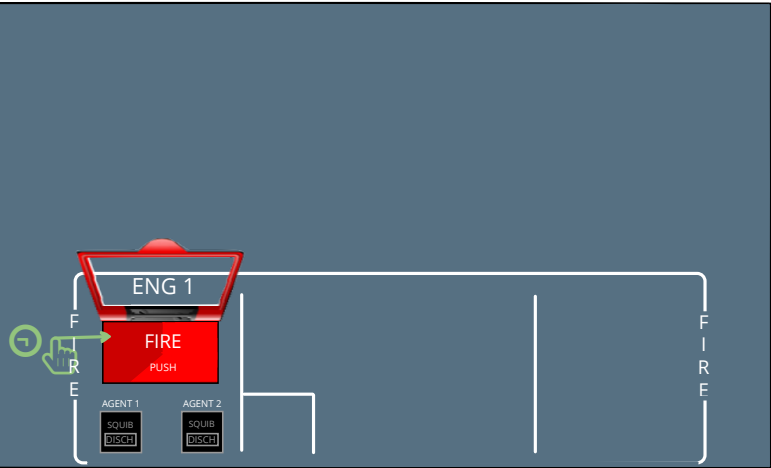 ENG 1
FIRE
FIRE
FIRE
PUSH
AGENT 1
AGENT 2
SQUIB
DISCH
SQUIB
DISCH